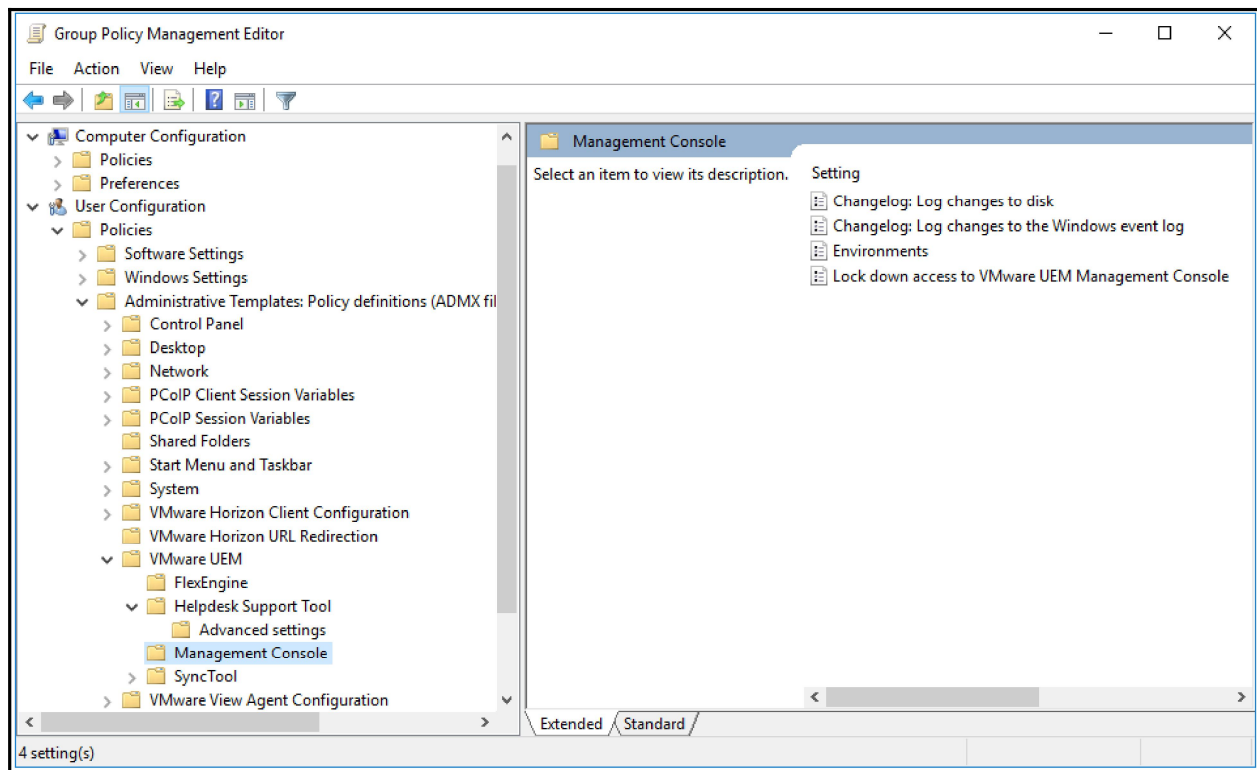 Group Policy Management Editor
File Action View Help
Computer Configuration
Policies
Preferences
User Configuration
Policies
Software Settings
Windows Settings
Administrative Templates: Policy definitions (ADMX fil
Control Panel
Desktop
Network
PCoIP Client Session Variables
PCoIP Session Variables
Shared Folders
Start Menu and Taskbar
System
VMware Horizon Client Configuration
VMware Horizon URL Redirection
VMware UEM
FlexEngine
Helpdesk Support Tool
Advanced settings
Management Console
SyncTool
VMware View Agent Configuration
Management Console
Select an item to view its description.
Setting
Changelog: Log changes to disk
Changelog: Log changes to the Windows event log
Environments
Lock down access to VMware UEM Management Console
Extended Standard
4 setting(s)